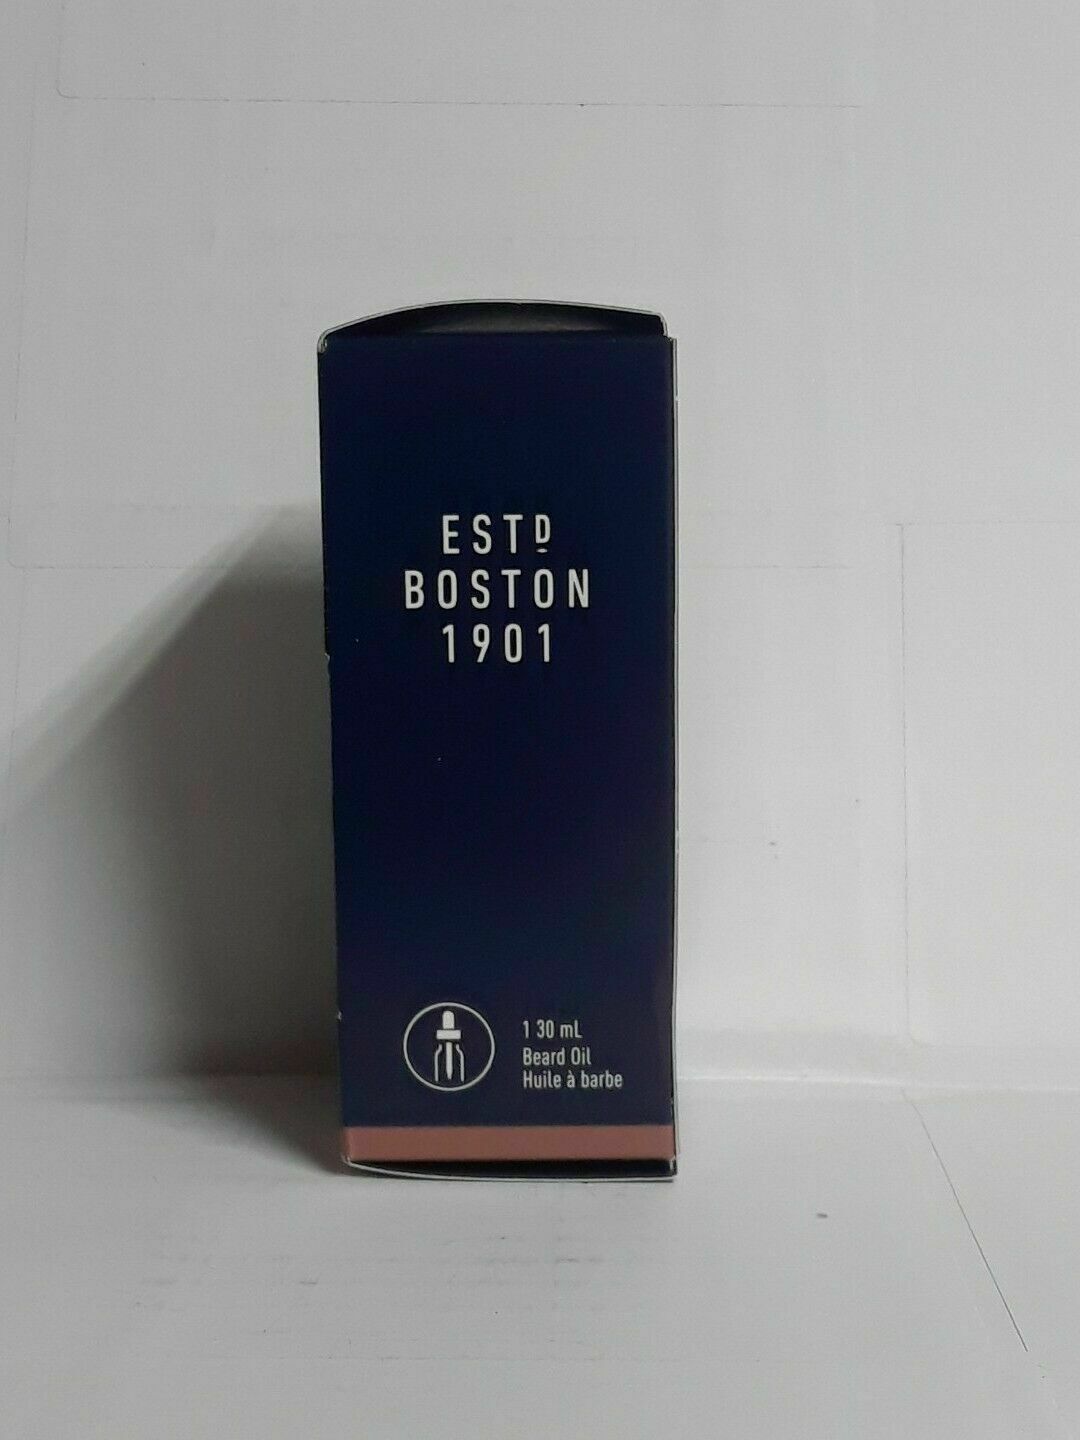 ESTD
BOSTON
1901
1 30 mL
Beard Oil
Huile à barbe